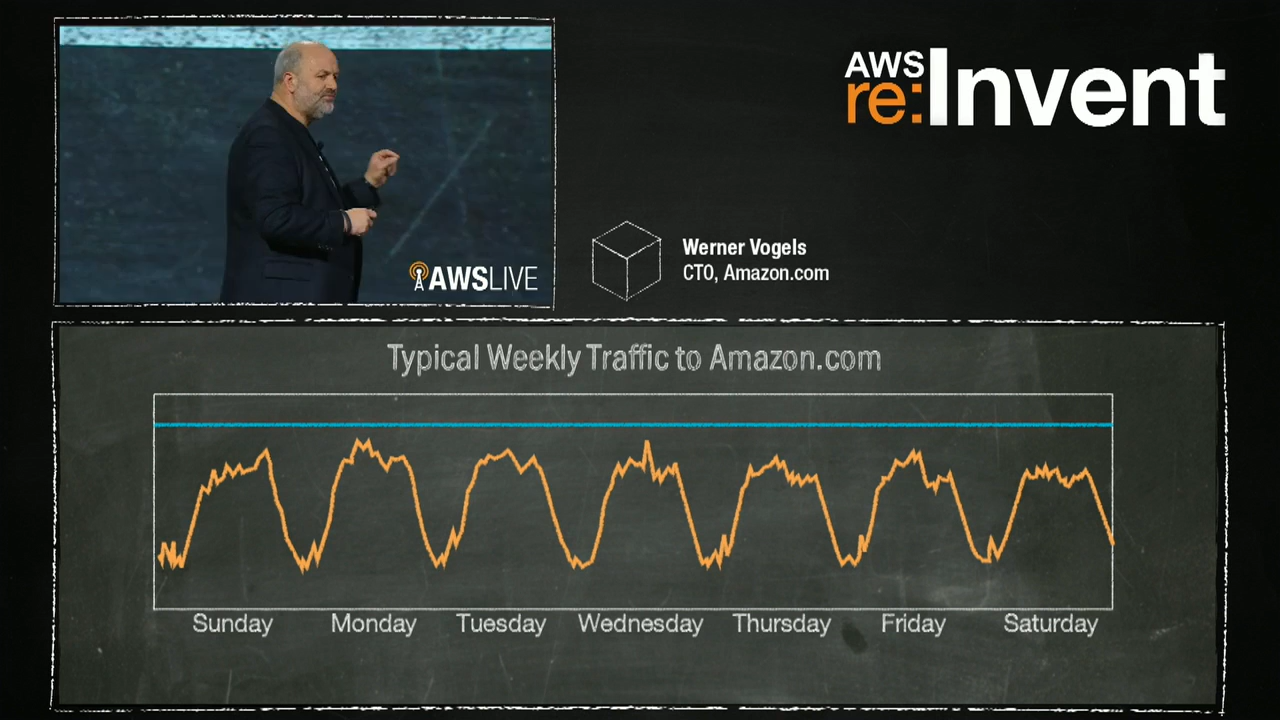 AWS
re:Invent
AWSLIVE
Werner Vogels
CTO, Amazon.com
Typical Weekly Traffic to Amazon.com
Sunday Monday Tuesday Wednesday Thursday Friday Saturday